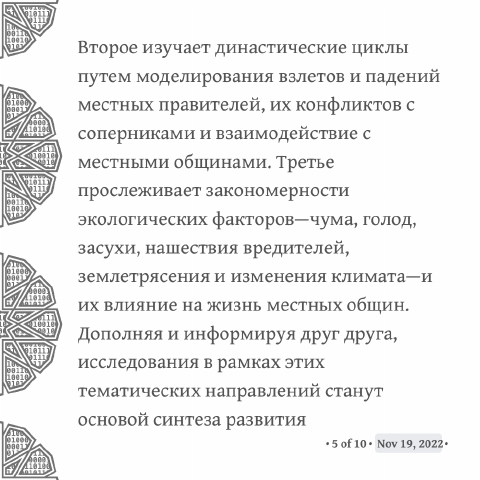 Второе изучает династические циклы
путем моделирования взлетов и падений
местных правителей, их конфликтов с
соперниками и взаимодействие с
местными общинами. Третье
прослеживает закономерности
экологических факторов—чума, голод,
засухи, нашествия вредителей,
землетрясения и изменения климата—и
их влияние на жизнь местных общин.
Дополняя и информируя друг друга,
исследования в рамках этих
тематических направлений станут
основой синтеза развития
• 5 of 10 • Nov 19, 2022 •